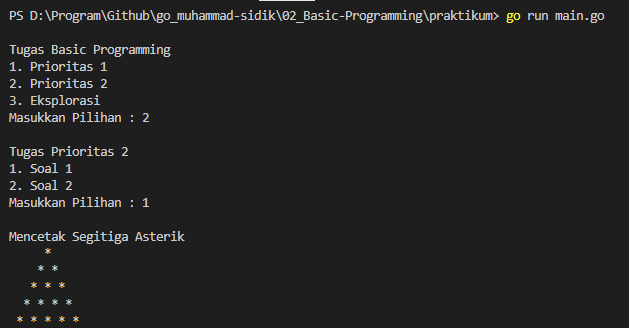 PS D:\Program\Github\go_muhammad-sidik\02_Basic-Programming\praktikum> go run main.go
Tugas Basic Programming
1. Prioritas 1
2. Prioritas 2
3. Eksplorasi
Masukkan Pilihan : 2
Tugas Prioritas 2
1. Soal 1
2. Soal 2
Masukkan Pilihan : 1
Mencetak Segitiga Asterik
     *
    * *
   * * *
  * * * *
 * * * * *